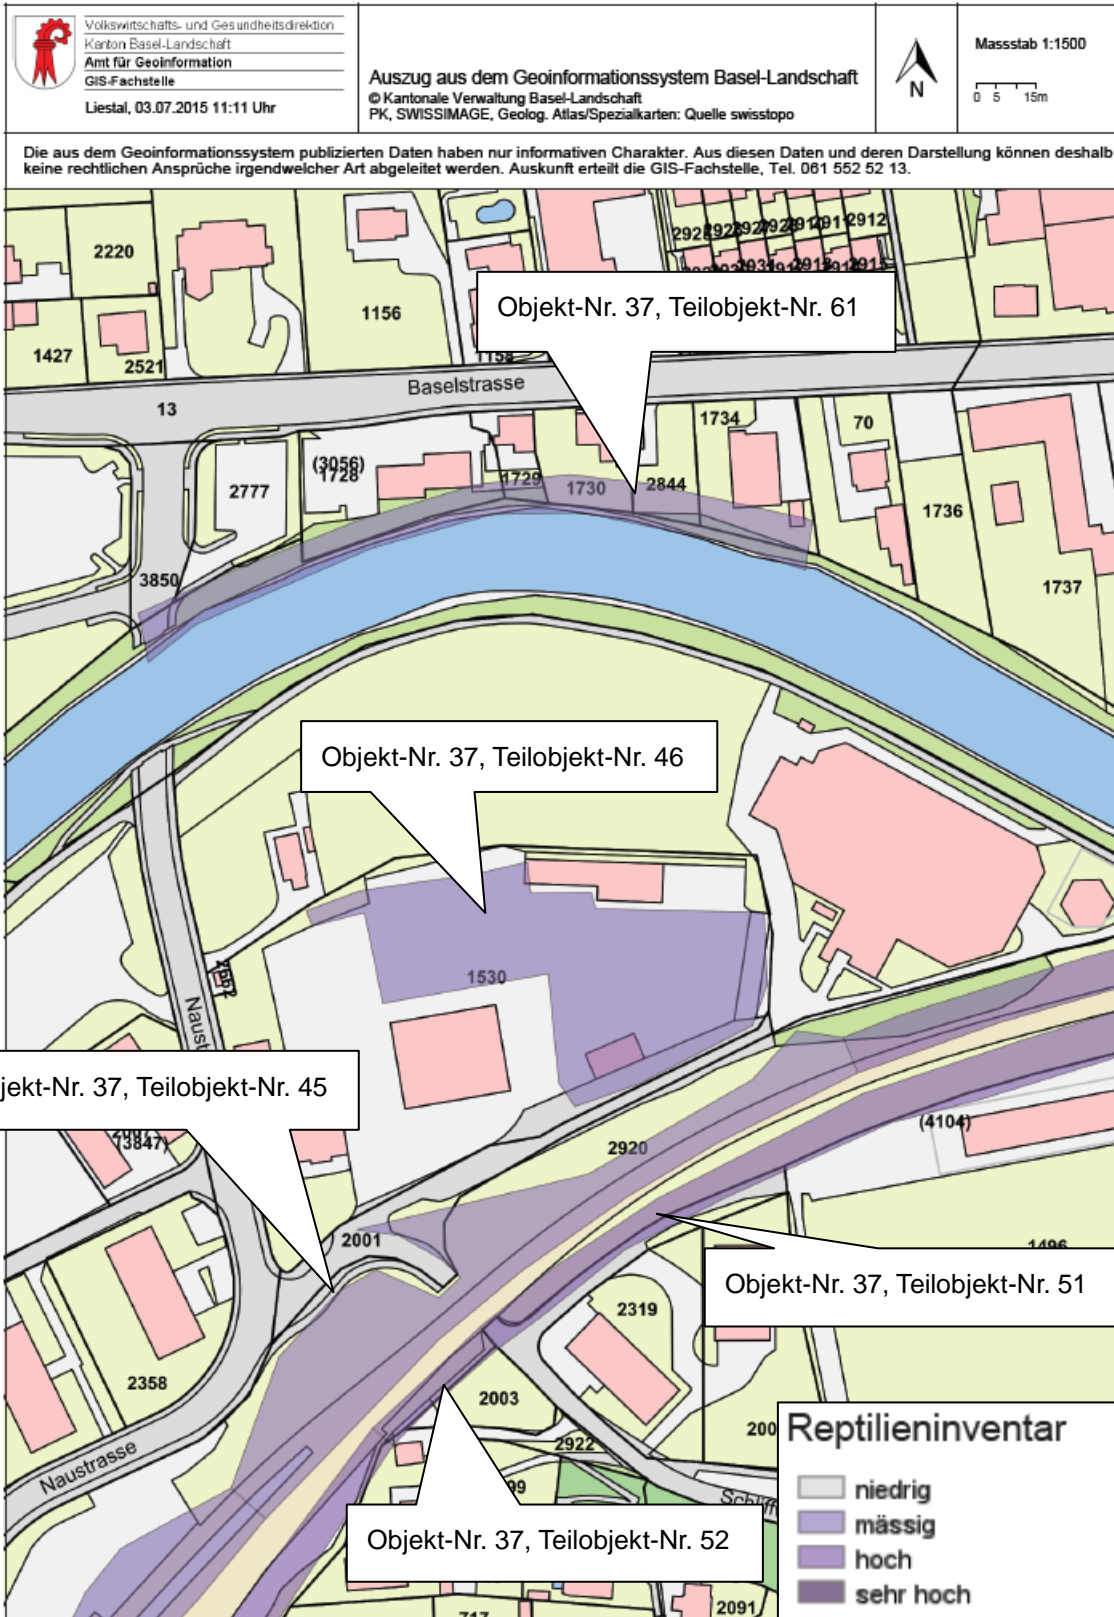 Volkswirtschafts- und Gesundheitsdirektion
Kanton Basel-Landschaft
Amt für Geoinformation
GIS-Fachstelle
Liestal, 03.07.2015 11:11 Uhr
Auszug aus dem Geoinformationssystem Basel-Landschaft
© Kantonale Verwaltung Basel-Landschaft
PK, SWISSIMAGE, Geolog. Atlas/Spezialkarten: Quelle swisstopo
N
Massstab 1:1500
0 5 15m
Die aus dem Geoinformationssystem publizierten Daten haben nur informativen Charakter. Aus diesen Daten und deren Darstellung können deshalb
keine rechtlichen Ansprüche irgendwelcher Art abgeleitet werden. Auskunft erteilt die GIS-Fachstelle, Tel. 061 552 52 13.
2912
2220
2915
Objekt-Nr. 37, Teilobjekt-Nr. 61
1156
1427
2521
1158
Baselstrasse
13
1734
70
(3056)
1728
1729
1730
2844
2777
1736
3850
1737
Objekt-Nr. 37, Teilobjekt-Nr. 46
1530
Naust
jekt-Nr. 37, Teilobjekt-Nr. 45
(3847)
(4104)
2920
2001
1496
Objekt-Nr. 37, Teilobjekt-Nr. 51
2319
2358
2003
200
2922
99
Naustrasse
Objekt-Nr. 37, Teilobjekt-Nr. 52
717
2091
Reptilieninventar
niedrig
mässig
hoch
sehr hoch